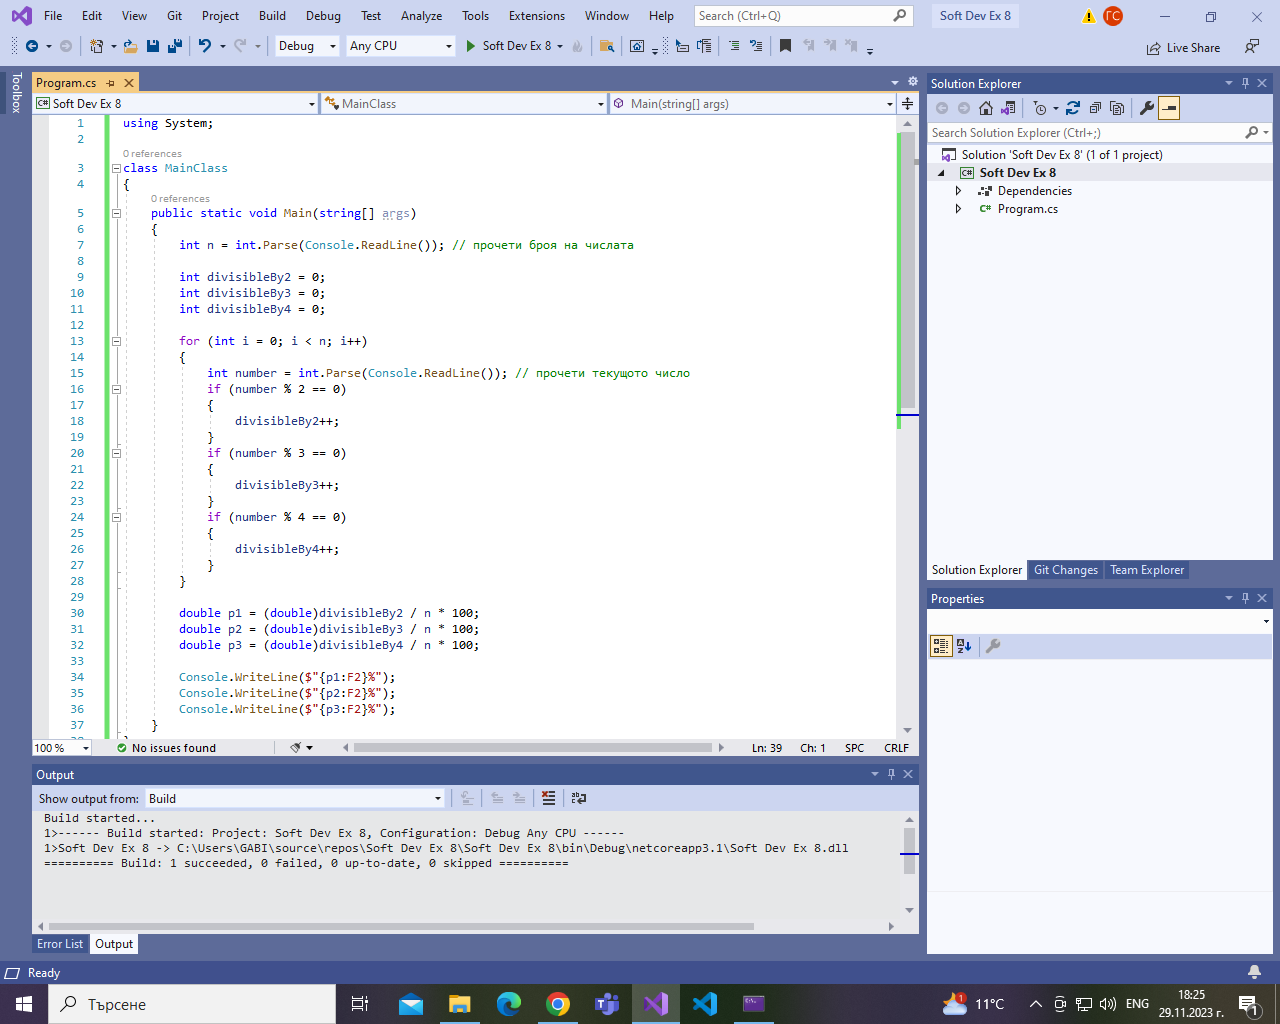 File Edit View Git Project Build Debug Test Analyze Tools Extensions Window Help Search (Ctrl+Q) Soft Dev Ex 8 ГС
Debug Any CPU Soft Dev Ex 8 Live Share
Toolbox
Program.cs
Soft Dev Ex 8 MainClass Main(string[] args)
1 using System;
2
0 references
3 class MainClass
4 {
0 references
5 public static void Main(string[] args)
6 {
7 int n = int.Parse(Console.ReadLine()); // прочети броя на числата
8
9 int divisibleBy2 = 0;
10 int divisibleBy3 = 0;
11 int divisibleBy4 = 0;
12
13 for (int i = 0; i < n; i++)
14 {
15 int number = int.Parse(Console.ReadLine()); // прочети текущото число
16 if (number % 2 == 0)
17 {
18 divisibleBy2++;
19 }
20 if (number % 3 == 0)
21 {
22 divisibleBy3++;
23 }
24 if (number % 4 == 0)
25 {
26 divisibleBy4++;
27 }
28 }
29
30 double p1 = (double)divisibleBy2 / n * 100;
31 double p2 = (double)divisibleBy3 / n * 100;
32 double p3 = (double)divisibleBy4 / n * 100;
33
34 Console.WriteLine($"{p1:F2}%");
35 Console.WriteLine($"{p2:F2}%");
36 Console.WriteLine($"{p3:F2}%");
37 }
100 % No issues found Ln: 39 Ch: 1 SPC CRLF
Output
Show output from: Build
Build started...
1>------ Build started: Project: Soft Dev Ex 8, Configuration: Debug Any CPU ------
1>Soft Dev Ex 8 -> C:\Users\GABI\source\repos\Soft Dev Ex 8\Soft Dev Ex 8\bin\Debug\netcoreapp3.1\Soft Dev Ex 8.dll
========== Build: 1 succeeded, 0 failed, 0 up-to-date, 0 skipped ==========
Error List Output
Solution Explorer
Search Solution Explorer (Ctrl+;)
Solution 'Soft Dev Ex 8' (1 of 1 project)
C# Soft Dev Ex 8
Dependencies
C# Program.cs
Solution Explorer Git Changes Team Explorer
Properties
Ready
Търсене 1 11°C ENG 18:25
29.11.2023 г. 1